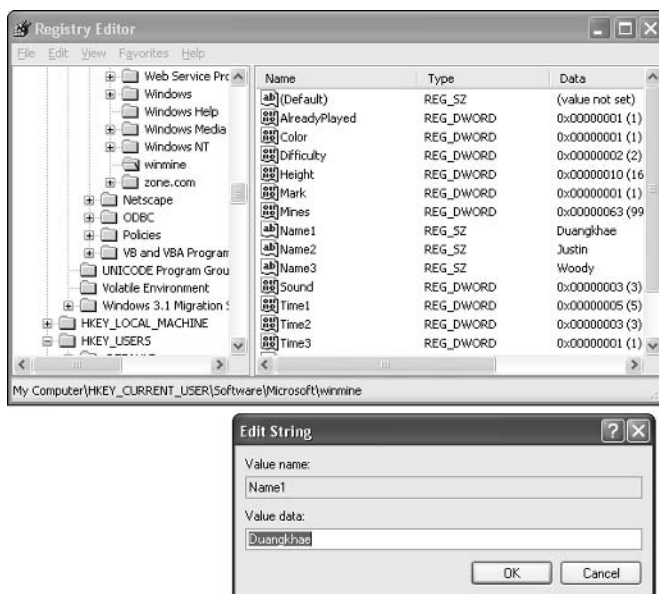 Registry Editor
File Edit View Favorites Help
Web Service Prc
Windows
Windows Help
Windows Media
Windows NT
winmine
zone.com
Netscape
ODBC
Policies
VB and VBA Program
UNICODE Program Grou
Volatile Environment
Windows 3.1 Migration S
HKEY_LOCAL_MACHINE
HKEY_USERS
.DEFAULT
Name Type Data
(Default) REG_SZ (value not set)
AlreadyPlayed REG_DWORD 0x00000001 (1)
Color REG_DWORD 0x00000001 (1)
Difficulty REG_DWORD 0x00000002 (2)
Height REG_DWORD 0x00000010 (16
Mark REG_DWORD 0x00000001 (1)
Mines REG_DWORD 0x00000063 (99
Name1 REG_SZ Duangkhae
Name2 REG_SZ Justin
Name3 REG_SZ Woody
Sound REG_DWORD 0x00000003 (3)
Time1 REG_DWORD 0x00000005 (5)
Time2 REG_DWORD 0x00000003 (3)
Time3 REG_DWORD 0x00000001 (1)
My Computer\HKEY_CURRENT_USER\Software\Microsoft\winmine
Edit String
Value name:
Name1
Value data:
Duangkhae
OK Cancel